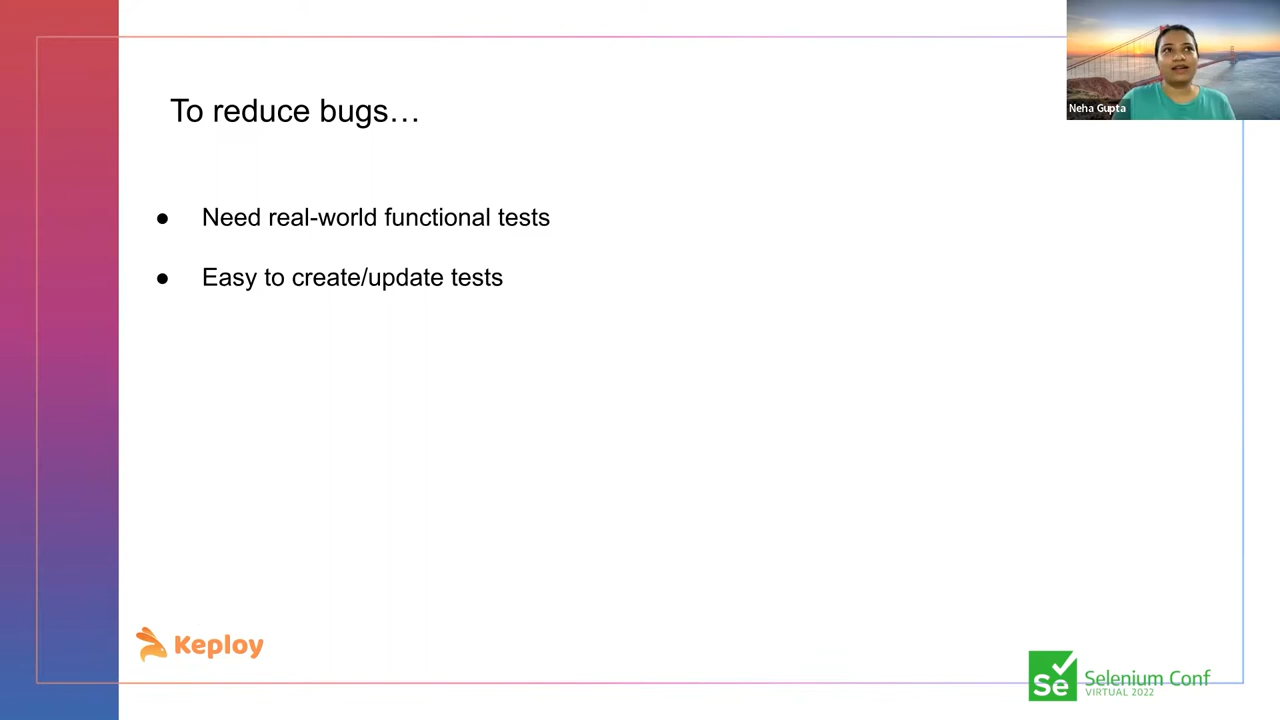 To reduce bugs…
● Need real-world functional tests
● Easy to create/update tests
Neha Gupta
Keploy
Se Selenium Conf
VIRTUAL 2022